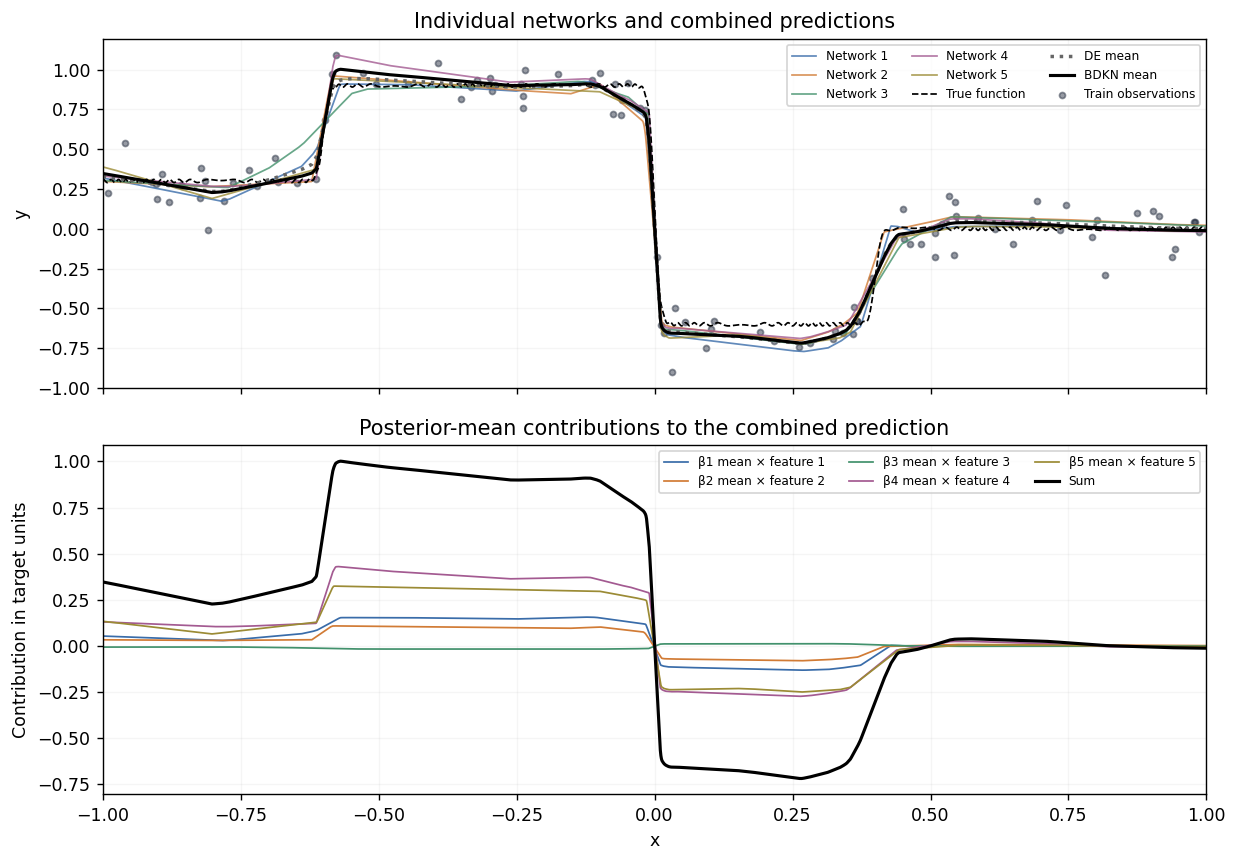 Individual networks and combined predictions
Network 1
Network 2
Network 3
Network 4
Network 5
True function
DE mean
BDKN mean
Train observations
1.00
0.75
0.50
0.25
0.00
−0.25
−0.50
−0.75
−1.00
y
Posterior-mean contributions to the combined prediction
β1 mean × feature 1
β2 mean × feature 2
β3 mean × feature 3
β4 mean × feature 4
β5 mean × feature 5
Sum
1.00
0.75
0.50
0.25
0.00
−0.25
−0.50
−0.75
Contribution in target units
−1.00 −0.75 −0.50 −0.25 0.00 0.25 0.50 0.75 1.00
x